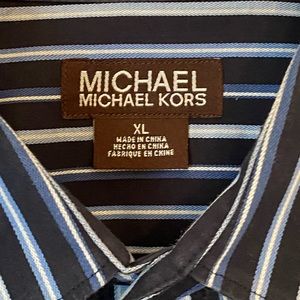 MICHAEL
MICHAEL KORS
XL
MADE IN CHINA
HECHO EN CHINA
FABRIQUE EN CHINE